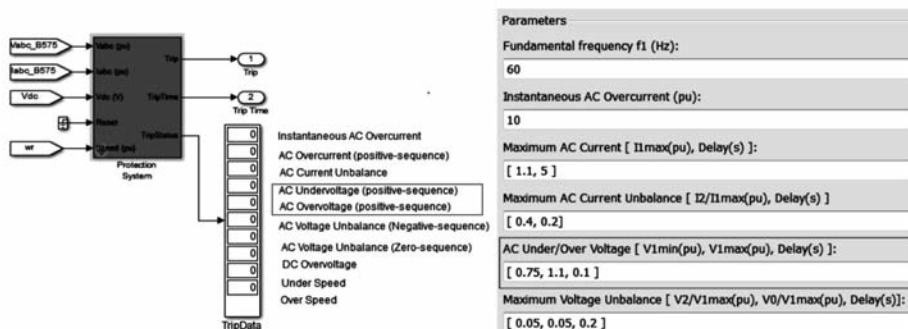 Vabc_B575
Iabc_B575
Vdc
wr
Vabc (pu)
Iabc (pu)
Vdc (V)
Reset
Speed (pu)
Trip
TripTime
TripStatus
Protection
System
1
Trip
2
Trip Time
0
0
0
0
0
0
0
0
0
0
TripData
Instantaneous AC Overcurrent
AC Overcurrent (positive-sequence)
AC Current Unbalance
AC Undervoltage (positive-sequence)
AC Overvoltage (positive-sequence)
AC Voltage Unbalance (Negative-sequence)
AC Voltage Unbalance (Zero-sequence)
DC Overvoltage
Under Speed
Over Speed
Parameters
Fundamental frequency f1 (Hz):
60
Instantaneous AC Overcurrent (pu):
10
Maximum AC Current [ I1max(pu), Delay(s) ]:
[ 1.1, 5 ]
Maximum AC Current Unbalance [ I2/I1max(pu), Delay(s) ]
[ 0.4, 0.2]
AC Under/Over Voltage [ V1min(pu), V1max(pu), Delay(s) ]:
[ 0.75, 1.1, 0.1 ]
Maximum Voltage Unbalance [ V2/V1max(pu), V0/V1max(pu), Delay(s)]:
[ 0.05, 0.05, 0.2 ]